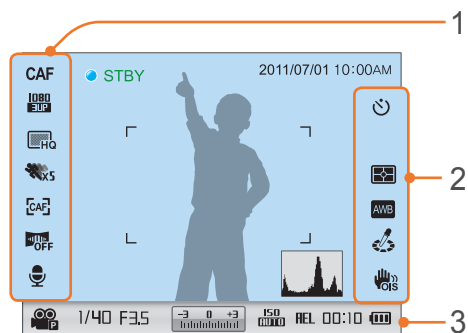 1
CAF
STBY
2011/07/01 10:00AM
1080
30P
HQ
X5
2
CAF
AWB
OFF
OIS
P
1/40 F3.5
-3 0 +3
ISO
AUTO
REL 00:10
3